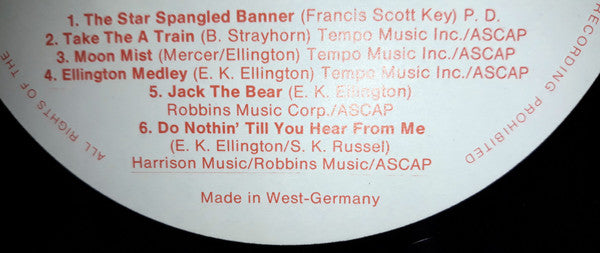 1. The Star Spangled Banner (Francis Scott Key) P. D.
2. Take The A Train (B. Strayhorn) Tempo Music Inc./ASCAP
3. Moon Mist (Mercer/Ellington) Tempo Music Inc./ASCAP
4. Ellington Medley (E. K. Ellington) Tempo Music Inc./ASCAP
5. Jack The Bear (E. K. Ellington)
Robbins Music Corp./ASCAP
6. Do Nothin' Till You Hear From Me
(E. K. Ellington/S. K. Russel)
Harrison Music/Robbins Music/ASCAP
Made in West-Germany
ALL RIGHTS OF THE
RECORDING PROHIBITED